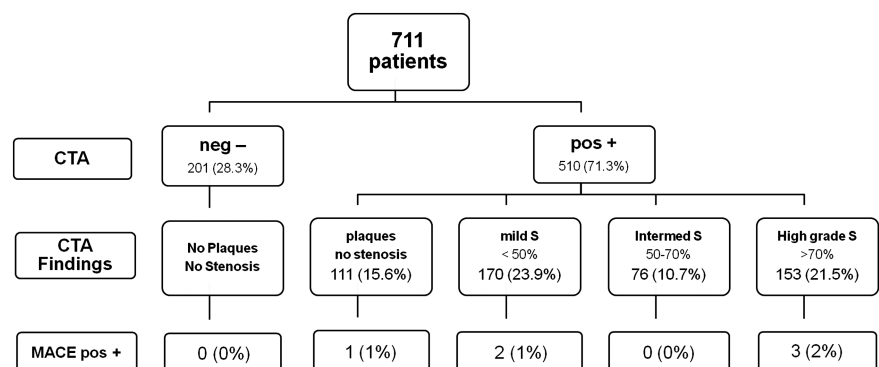 711
patients
CTA
neg –
201 (28.3%)
pos +
510 (71.3%)
CTA
Findings
No Plaques
No Stenosis
plaques
no stenosis
111 (15.6%)
mild S
< 50%
170 (23.9%)
Intermed S
50-70%
76 (10.7%)
High grade S
>70%
153 (21.5%)
MACE pos +
0 (0%)
1 (1%)
2 (1%)
0 (0%)
3 (2%)